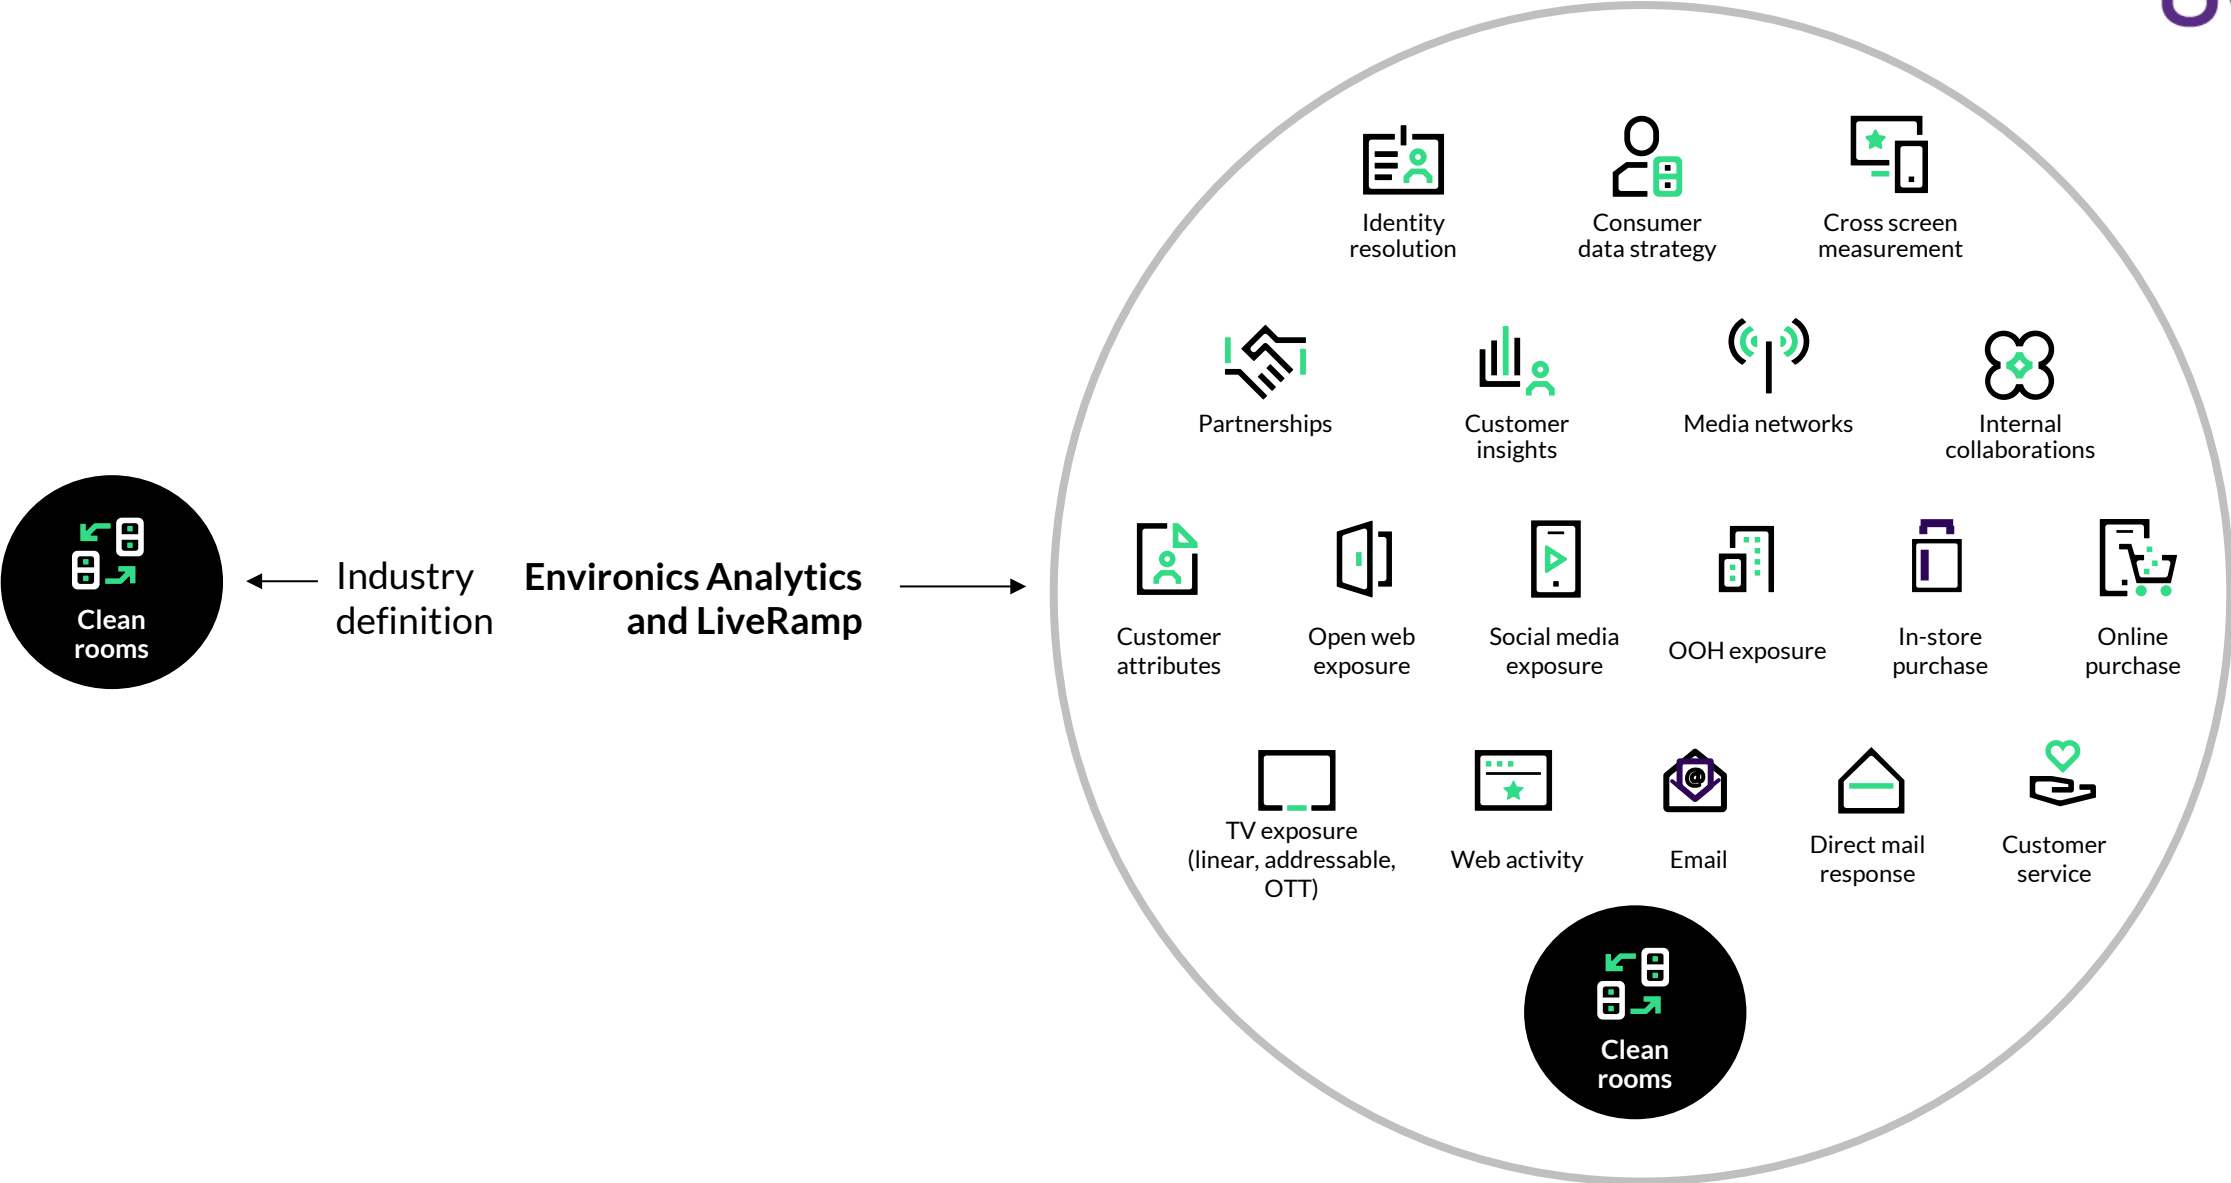 Identity
resolution
Consumer
data strategy
Cross screen
measurement
Partnerships
Customer
insights
Media networks
Internal
collaborations
Clean
rooms
Industry
definition
Environics Analytics
and LiveRamp
Customer
attributes
Open web
exposure
Social media
exposure
OOH exposure
In-store
purchase
Online
purchase
TV exposure
(linear, addressable,
OTT)
Web activity
@
Email
Direct mail
response
Customer
service
Clean
rooms